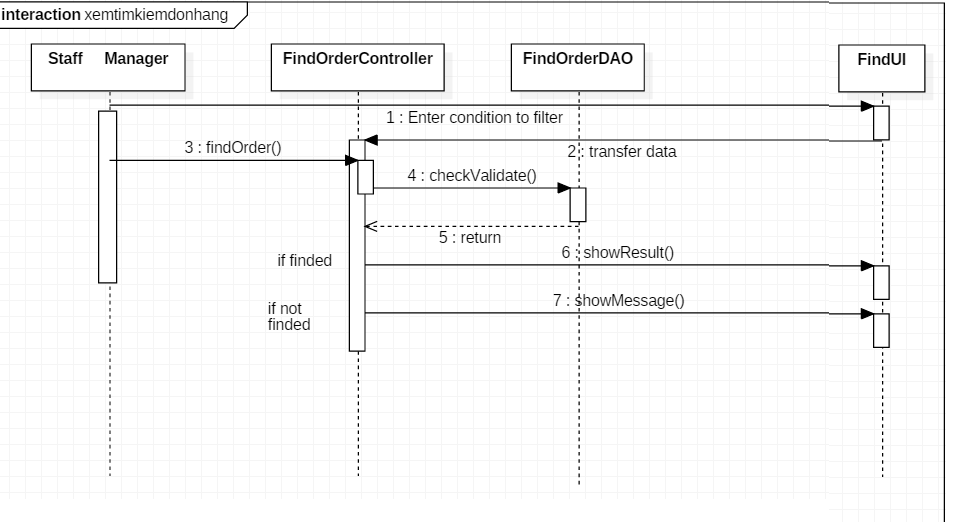 interaction xemtimkiemdonhang
Staff Manager
FindOrderController
FindOrderDAO
FindUI
1 : Enter condition to filter
2 : transfer data
3 : findOrder()
4 : checkValidate()
5 : return
6 : showResult()
if finded
7 : showMessage()
if not
finded